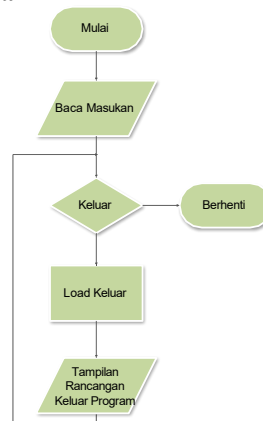 Mulai
Baca Masukan
Keluar
Berhenti
Load Keluar
Tampilan
Rancangan
Keluar Program